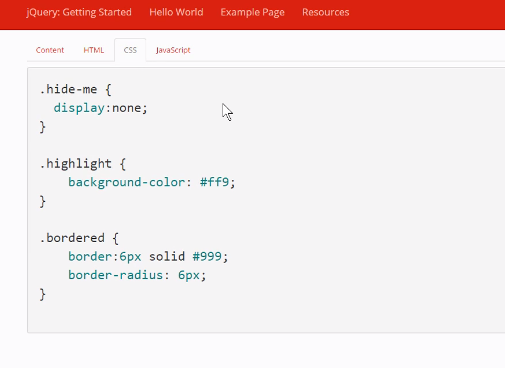 jQuery: Getting Started Hello World Example Page Resources
Content HTML CSS JavaScript
.hide-me {
  display:none;
}

.highlight {
    background-color: #ff9;
}

.bordered {
    border:6px solid #999;
    border-radius: 6px;
}